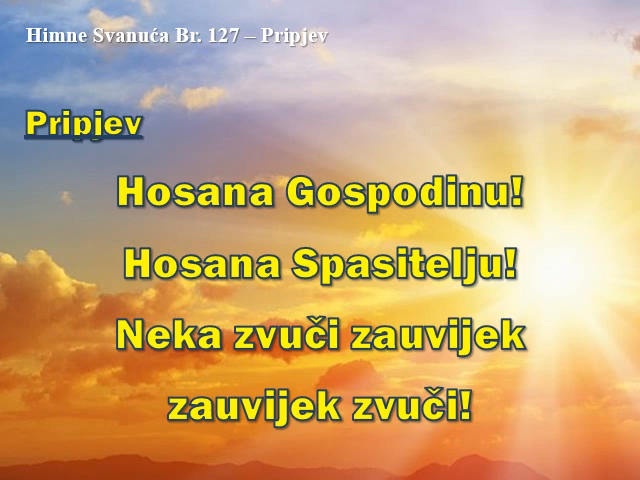 Himne Svanuća Br. 127 – Pripjev
Pripjev
Hosana Gospodinu!
Hosana Spasitelju!
Neka zvuči zauvijek
zauvijek zvuči!